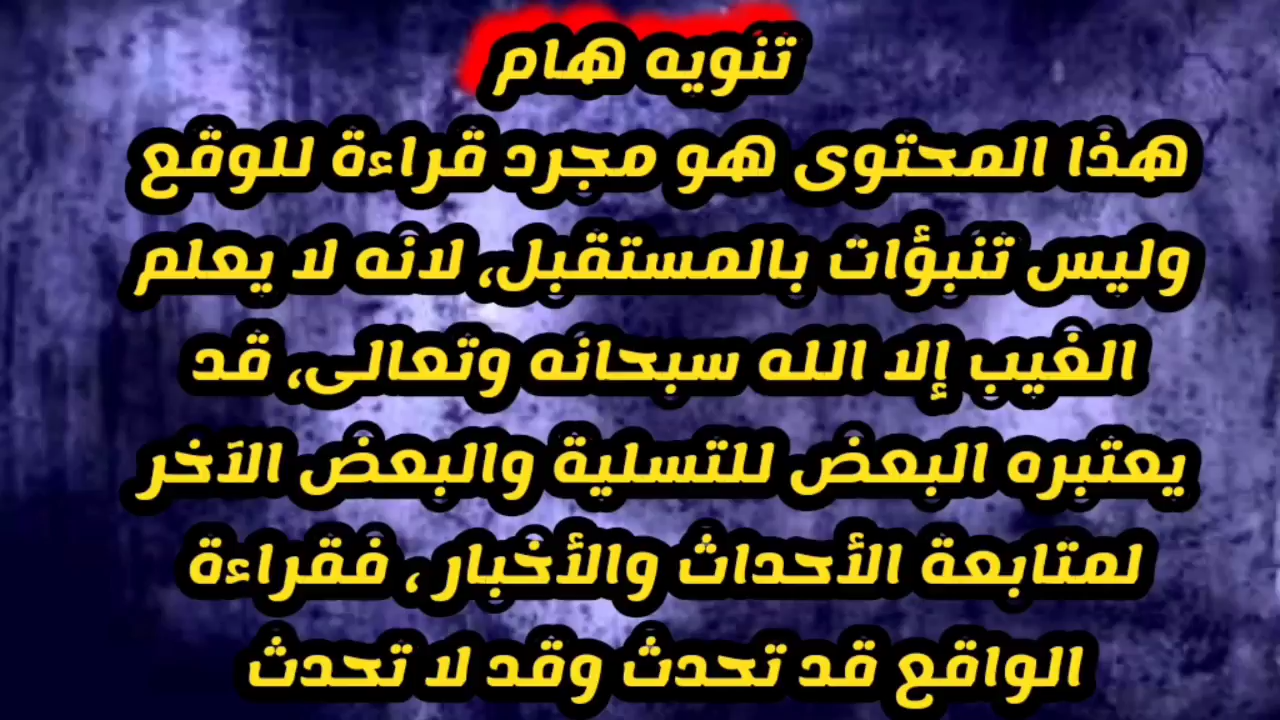 تنويه هام
هذا المحتوى هو مجرد قراءة للوقع
وليس تنبؤات بالمستقبل، لانه لا يعلم
الغيب إلا الله سبحانه وتعالى، قد
يعتبره البعض للتسلية والبعض الآخر
لمتابعة الأحداث والأخبار ، فقراءة
الواقع قد تحدث وقد لا تحدث